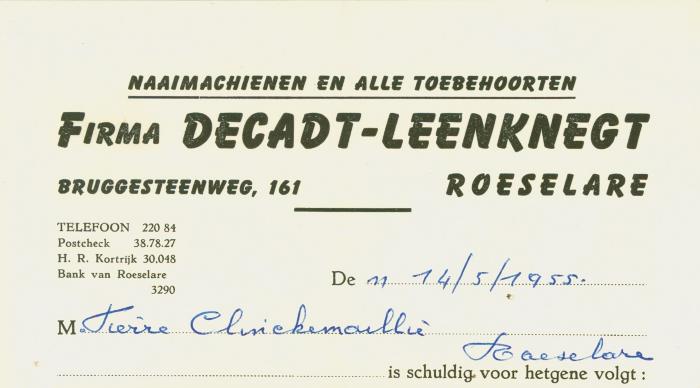 NAAIMACHIENEN EN ALLE TOEBEHOORTEN
FIRMA DECADT-LEENKNEGT
BRUGGESTEENWEG, 161 ROESELARE
TELEFOON 220 84
Postcheck 38.78.27
H. R. Kortrijk 30.048
Bank van Roeselare
3290
De n 14/5/1955.
M. Pierre Clinckemaillie
Roeselare
is schuldig voor hetgene volgt :